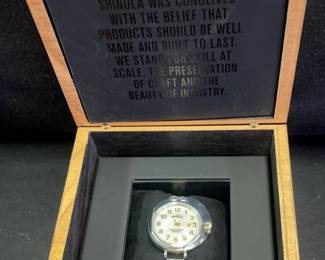 SHINOLA WAS CONCEIVED
WITH THE BELIEF THAT
PRODUCTS SHOULD BE WELL
MADE AND BUILT TO LAST.
WE STAND FOR SKILL AT
SCALE, THE PRESERVATION
OF CRAFT AND THE
BEAUTY OF INDUSTRY.